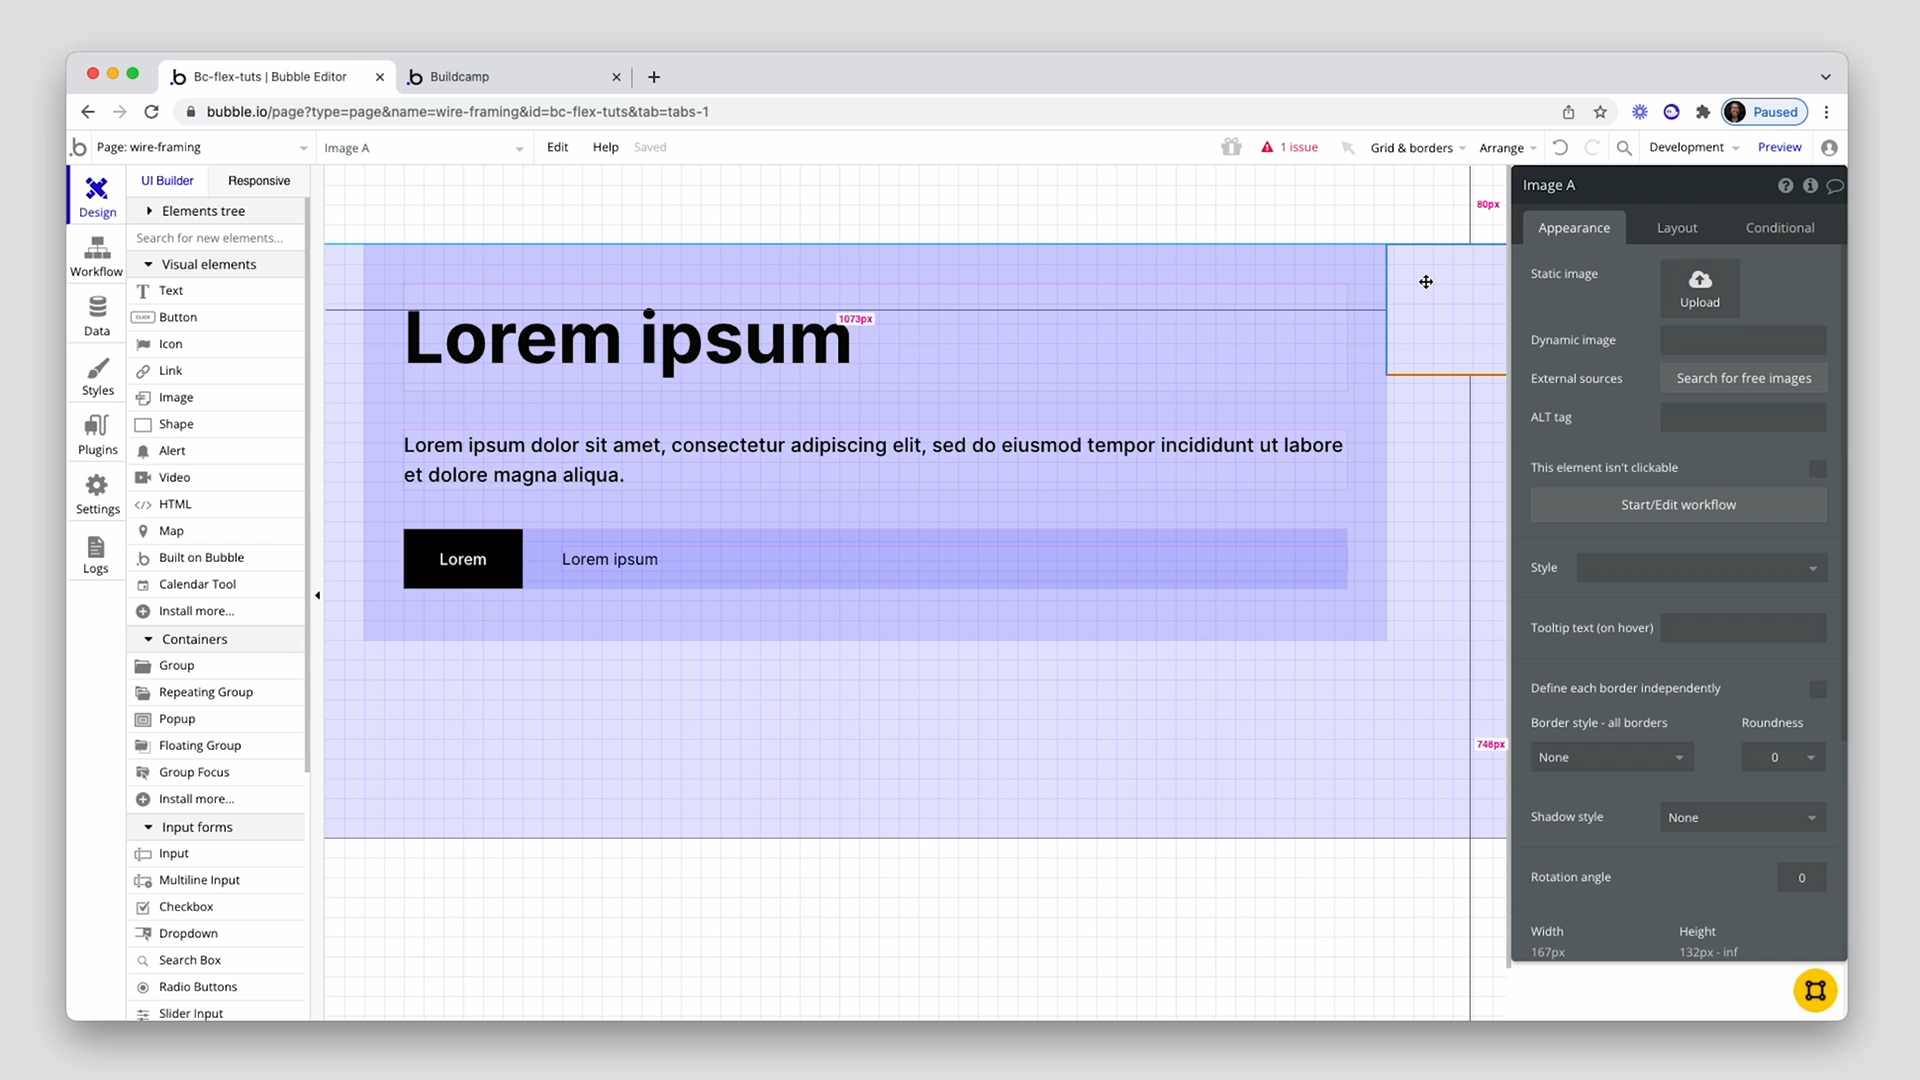 Bc-flex-tuts | Bubble Editor
Buildcamp
bubble.io/page?type=page&name=wire-framing&id=bc-flex-tuts&tab=tabs-1
Paused
Page: wire-framing
Image A
Edit
Help
Saved
1 issue
Grid & borders
Arrange
Development
Preview
Design
Workflow
Data
Styles
Plugins
Settings
Logs
UI Builder
Responsive
Elements tree
Search for new elements...
Visual elements
Text
CLICK
Button
Icon
Link
Image
Shape
Alert
Video
HTML
Map
Built on Bubble
Calendar Tool
Install more...
Containers
Group
Repeating Group
Popup
Floating Group
Group Focus
Install more...
Input forms
Input
Multiline Input
Checkbox
Dropdown
Search Box
Radio Buttons
Slider Input
80px
1073px
Lorem ipsum
Lorem ipsum dolor sit amet, consectetur adipiscing elit, sed do eiusmod tempor incididunt ut labore
et dolore magna aliqua.
Lorem
Lorem ipsum
748px
Image A
Appearance
Layout
Conditional
Static image
Upload
Dynamic image
External sources
Search for free images
ALT tag
This element isn't clickable
Start/Edit workflow
Style
Tooltip text (on hover)
Define each border independently
Border style - all borders
Roundness
None
0
Shadow style
None
Rotation angle
0
Width
Height
167px
132px - inf